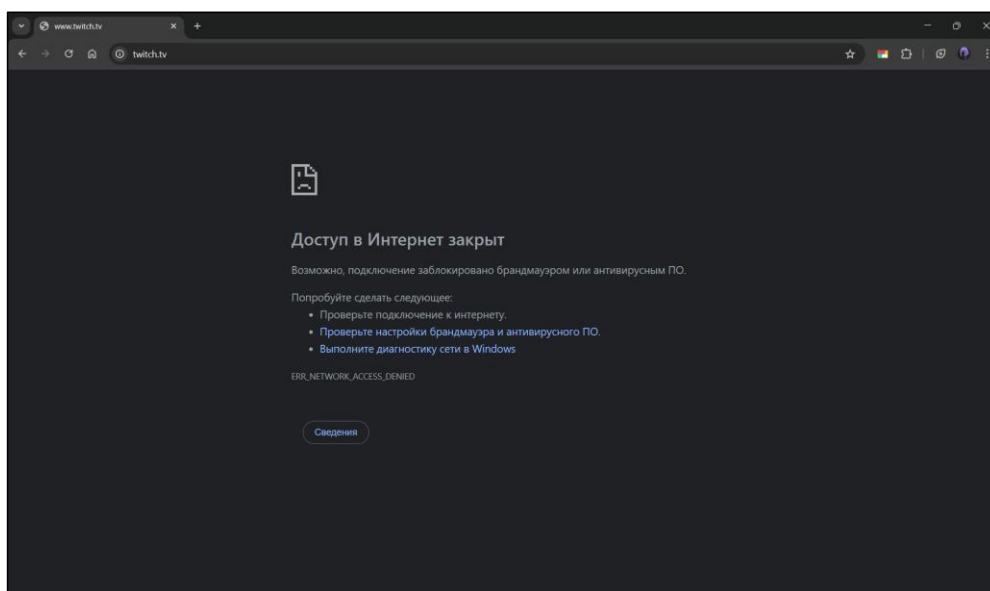 www.twitch.tv
twitch.tv
Доступ в Интернет закрыт
Возможно, подключение заблокировано брандмауэром или антивирусным ПО.
Попробуйте сделать следующее:
• Проверьте подключение к интернету.
• Проверьте настройки брандмауэра и антивирусного ПО.
• Выполните диагностику сети в Windows
ERR_NETWORK_ACCESS_DENIED
Сведения